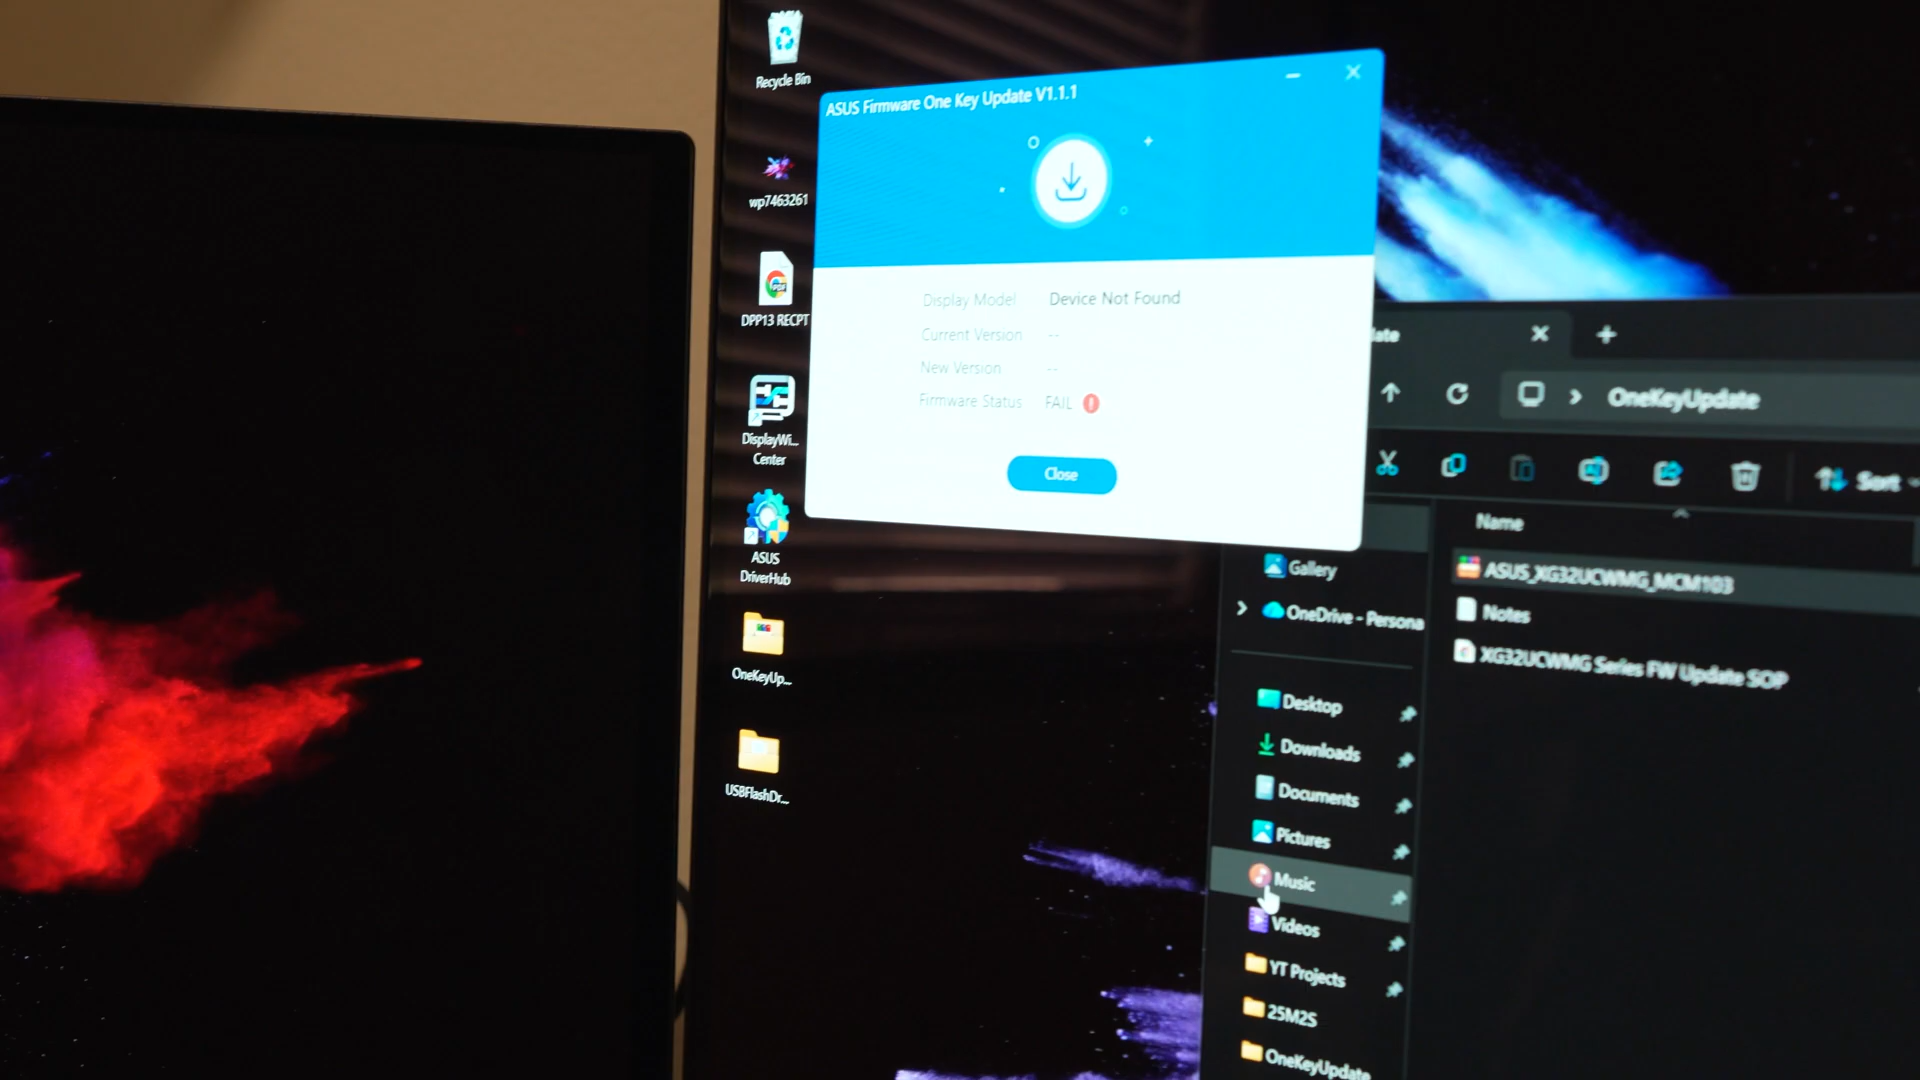 Recycle Bin
wp7463261
DPP13 RECPT
DisplayWi...
Center
ASUS
DriverHub
OneKeyUp...
USBFlashDr...
ASUS Firmware One Key Update V1.1.1
Display Model Device Not Found
Current Version --
New Version --
Firmware Status FAIL
Close
date
OneKeyUpdate
Sort
Name
ASUS_XG32UCWMG_MCM103
Notes
XG32UCWMG Series FW Update SOP
Gallery
OneDrive - Persona
Desktop
Downloads
Documents
Pictures
Music
Videos
YT Projects
25M2S
OneKeyUpdate